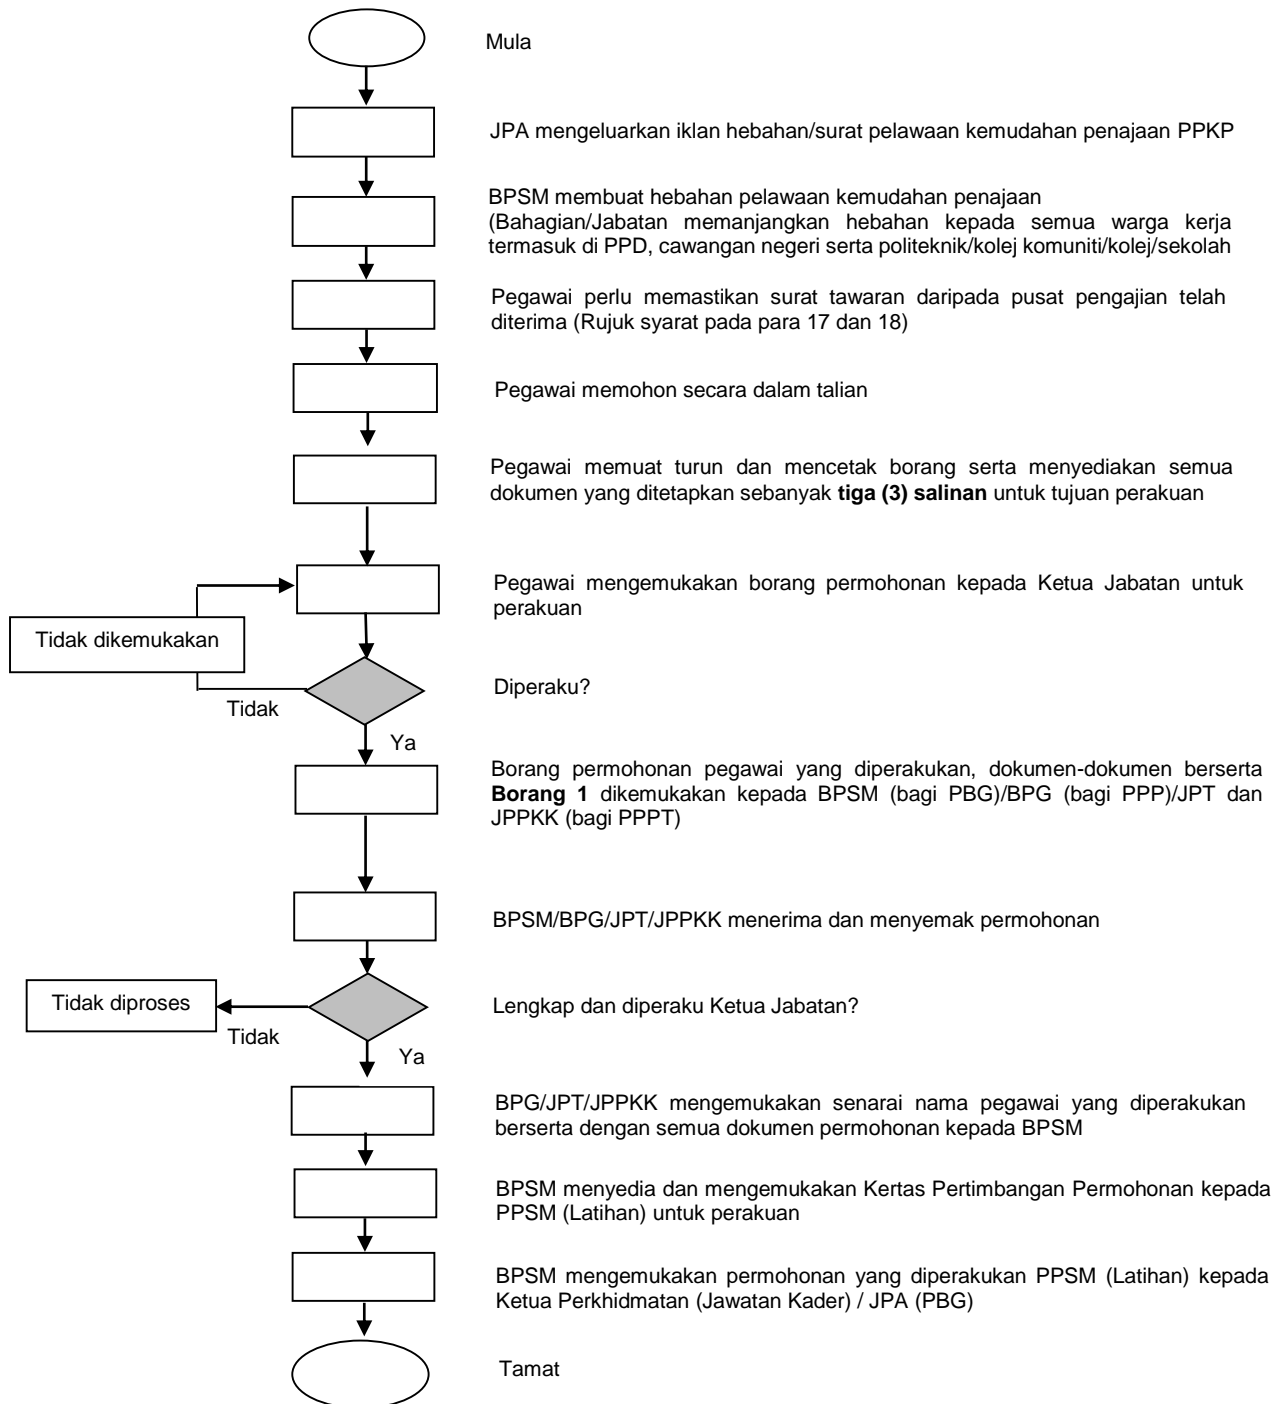 Mula
JPA mengeluarkan iklan hebahan/surat pelawaan kemudahan penajaan PPKP
BPSM membuat hebahan pelawaan kemudahan penajaan
(Bahagian/Jabatan memanjangkan hebahan kepada semua warga kerja
termasuk di PPD, cawangan negeri serta politeknik/kolej komuniti/kolej/sekolah
Pegawai perlu memastikan surat tawaran daripada pusat pengajian telah
diterima (Rujuk syarat pada para 17 dan 18)
Pegawai memohon secara dalam talian
Pegawai memuat turun dan mencetak borang serta menyediakan semua
dokumen yang ditetapkan sebanyak tiga (3) salinan untuk tujuan perakuan
Pegawai mengemukakan borang permohonan kepada Ketua Jabatan untuk
perakuan
Tidak dikemukakan
Diperaku?
Tidak
Ya
Borang permohonan pegawai yang diperakukan, dokumen-dokumen berserta
Borang 1 dikemukakan kepada BPSM (bagi PBG)/BPG (bagi PPP)/JPT dan
JPPKK (bagi PPPT)
BPSM/BPG/JPT/JPPKK menerima dan menyemak permohonan
Tidak diproses
Lengkap dan diperaku Ketua Jabatan?
Tidak
Ya
BPG/JPT/JPPKK mengemukakan senarai nama pegawai yang diperakukan
berserta dengan semua dokumen permohonan kepada BPSM
BPSM menyedia dan mengemukakan Kertas Pertimbangan Permohonan kepada
PPSM (Latihan) untuk perakuan
BPSM mengemukakan permohonan yang diperakukan PPSM (Latihan) kepada
Ketua Perkhidmatan (Jawatan Kader) / JPA (PBG)
Tamat